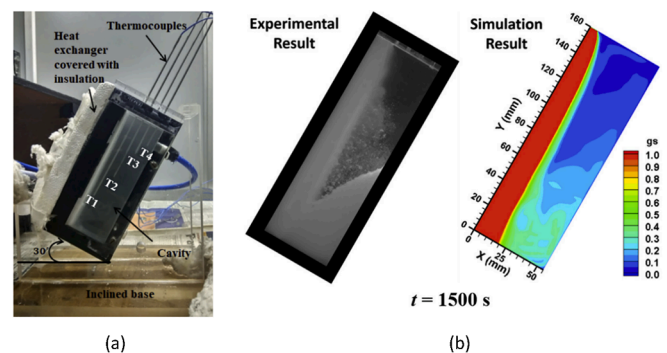 Thermocouples
Heat
exchanger
covered with
insulation
T4
T3
T2
T1
30°
Cavity
Inclined base
(a)
Experimental
Result
Simulation
Result
160
140
120
100
80
60
40
20
0
Y (mm)
0
25
50
X (mm)
gs
1.0
0.9
0.8
0.7
0.6
0.5
0.4
0.3
0.2
0.1
0.0
t = 1500 s
(b)